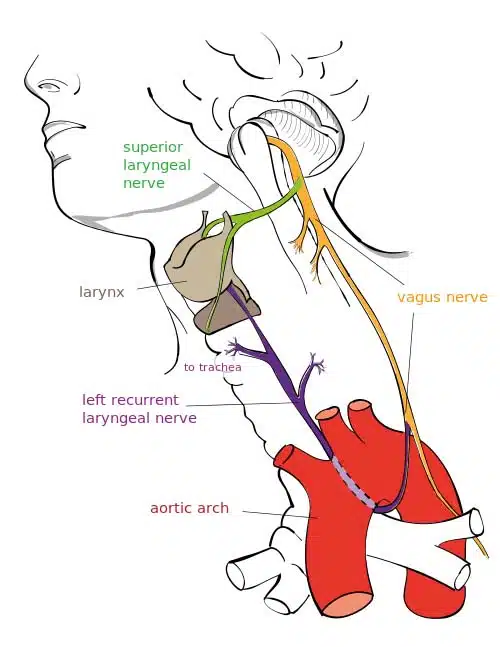 superior
laryngeal
nerve
larynx
vagus nerve
to trachea
left recurrent
laryngeal nerve
aortic arch